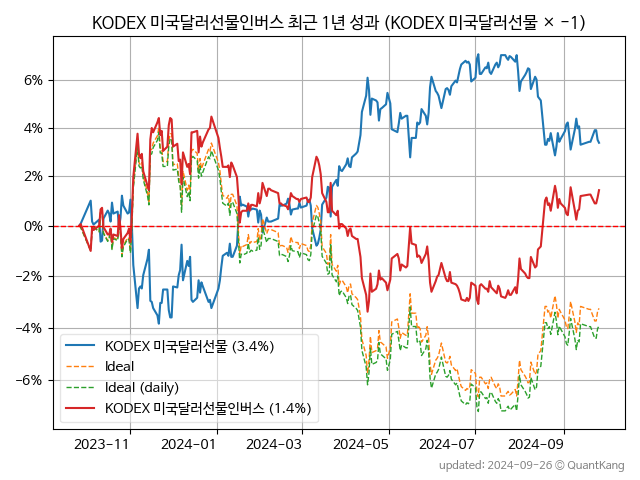 KODEX 미국달러선물인버스 최근 1년 성과 (KODEX 미국달러선물 × −1)
6%
4%
2%
0%
−2%
−4%
−6%
KODEX 미국달러선물 (3.4%)
Ideal
Ideal (daily)
KODEX 미국달러선물인버스 (1.4%)
2023-11 2024-01 2024-03 2024-05 2024-07 2024-09
updated: 2024-09-26 © QuantKang